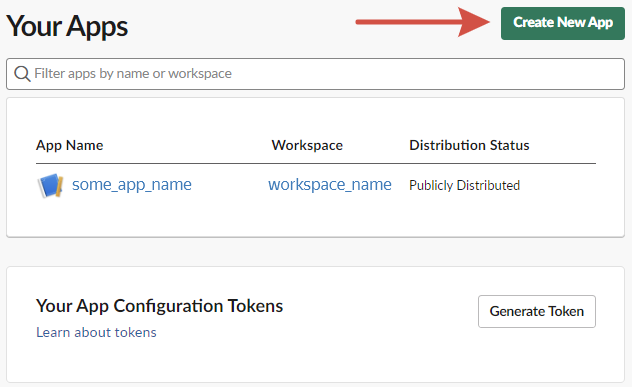 Your Apps
Create New App
Filter apps by name or workspace
App Name Workspace Distribution Status
some_app_name workspace_name Publicly Distributed
Your App Configuration Tokens
Generate Token
Learn about tokens